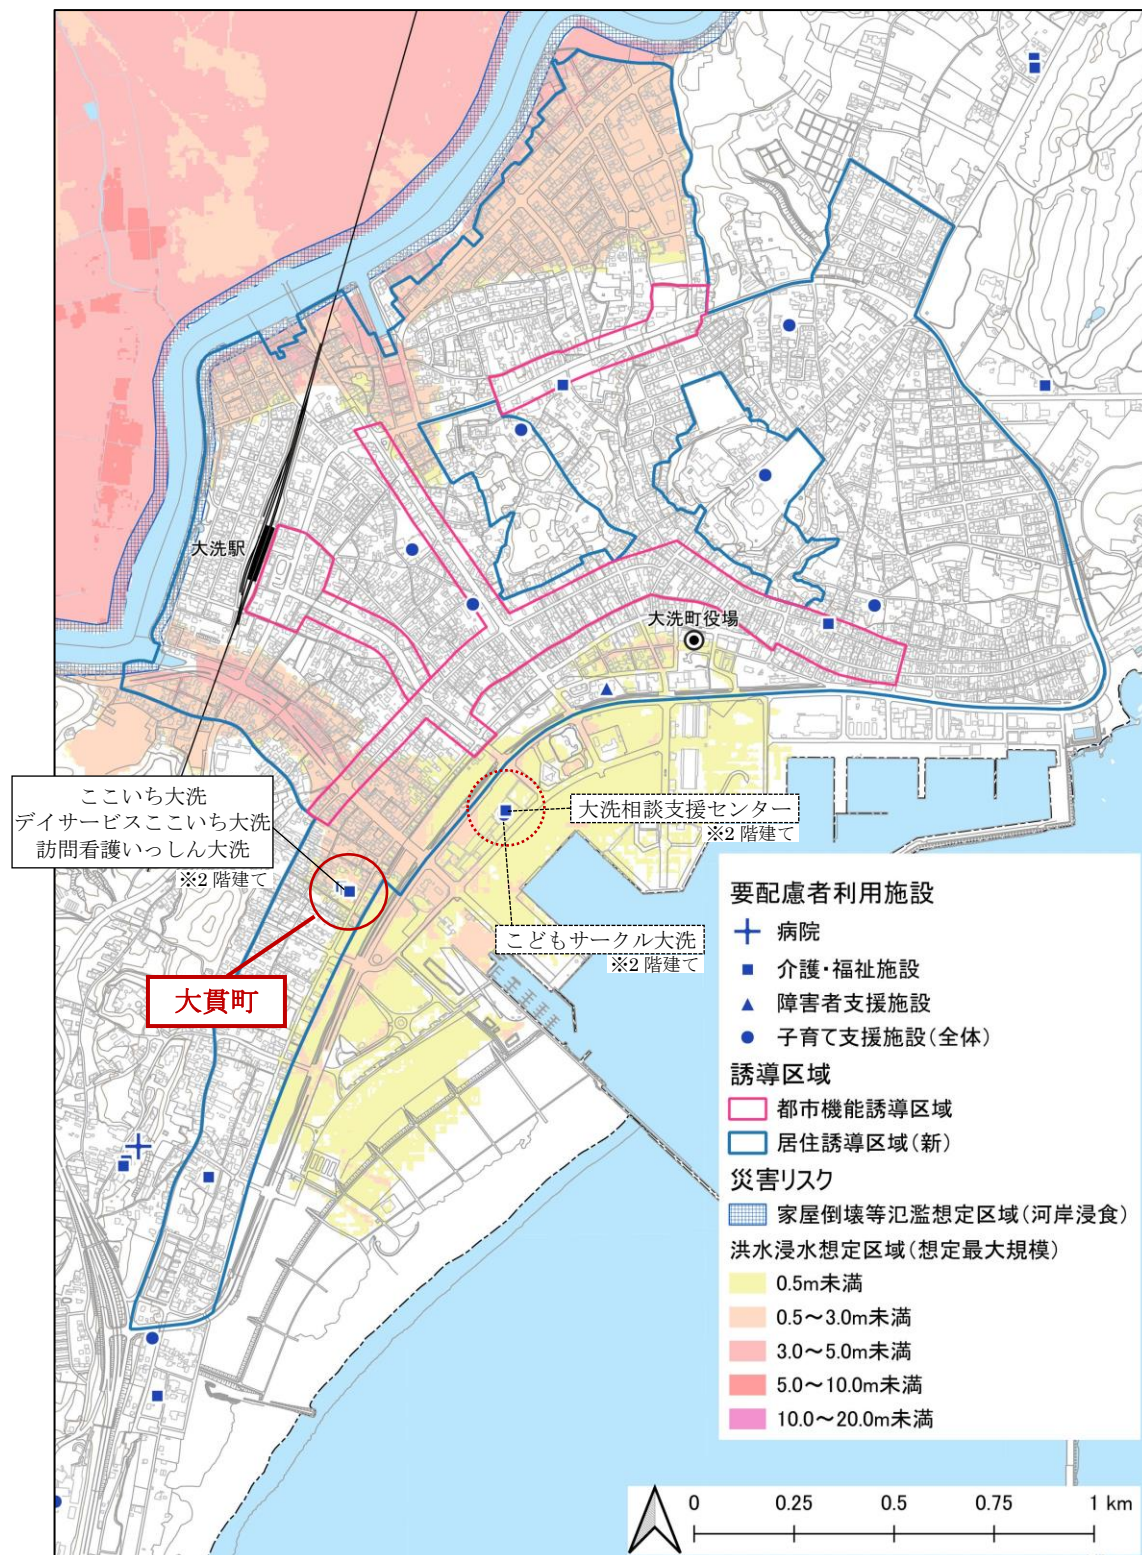 大洗駅
大洗町役場
ここいち大洗
デイサービスここいち大洗
訪問看護いっしん大洗
※2 階建て
大洗相談支援センター
※2 階建て
こどもサークル大洗
※2 階建て
大貫町
要配慮者利用施設
病院
介護・福祉施設
障害者支援施設
子育て支援施設(全体)
誘導区域
都市機能誘導区域
居住誘導区域(新)
災害リスク
家屋倒壊等氾濫想定区域(河岸浸食)
洪水浸水想定区域(想定最大規模)
0.5m未満
0.5～3.0m未満
3.0～5.0m未満
5.0～10.0m未満
10.0～20.0m未満
0 0.25 0.5 0.75 1 km